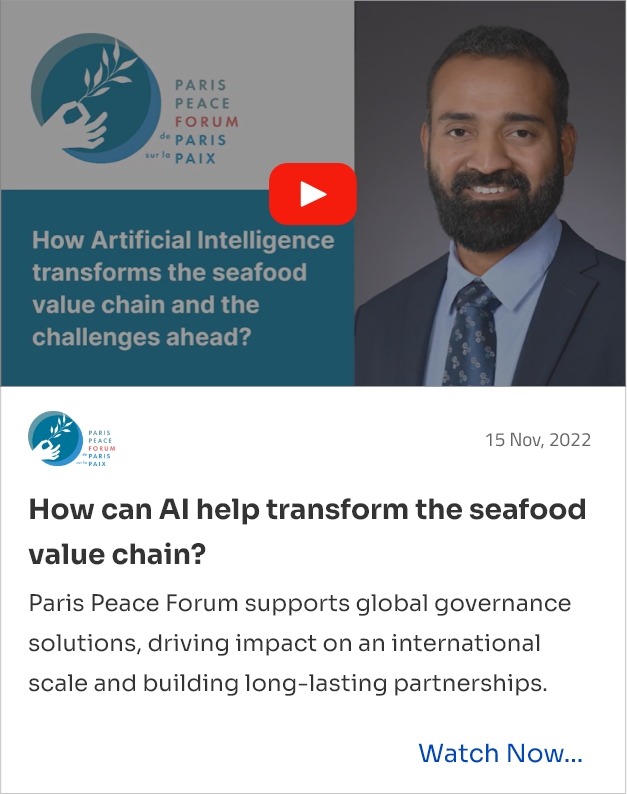 PARIS
PEACE
FORUM
de PARIS
sur la PAIX
How Artificial Intelligence
transforms the seafood
value chain and the
challenges ahead?
PARIS
PEACE
FORUM
de PARIS
sur la PAIX
15 Nov, 2022
How can AI help transform the seafood
value chain?
Paris Peace Forum supports global governance
solutions, driving impact on an international
scale and building long-lasting partnerships.
Watch Now...